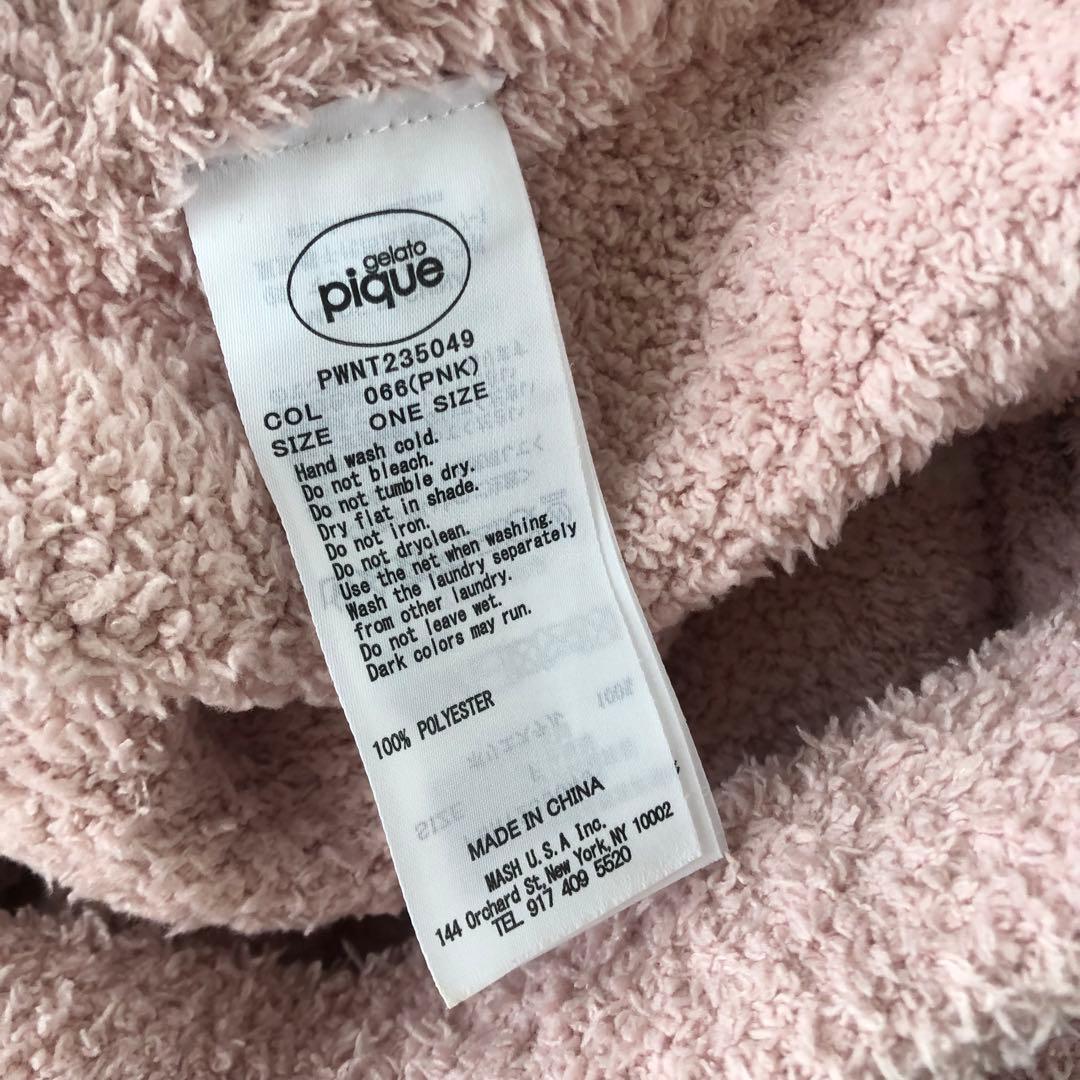 gelato
pique
PWNT235049
COL 066(PNK)
SIZE ONE SIZE
Hand wash cold.
Do not bleach.
Do not tumble dry.
Dry flat in shade.
Do not iron.
Do not dryclean.
Use the net when washing.
Wash the laundry separately
from other laundry.
Do not leave wet.
Dark colors may run.
100% POLYESTER
MADE IN CHINA
MASH U.S.A Inc.
144 Orchard St,New York,NY 10002
TEL 917 409 5520